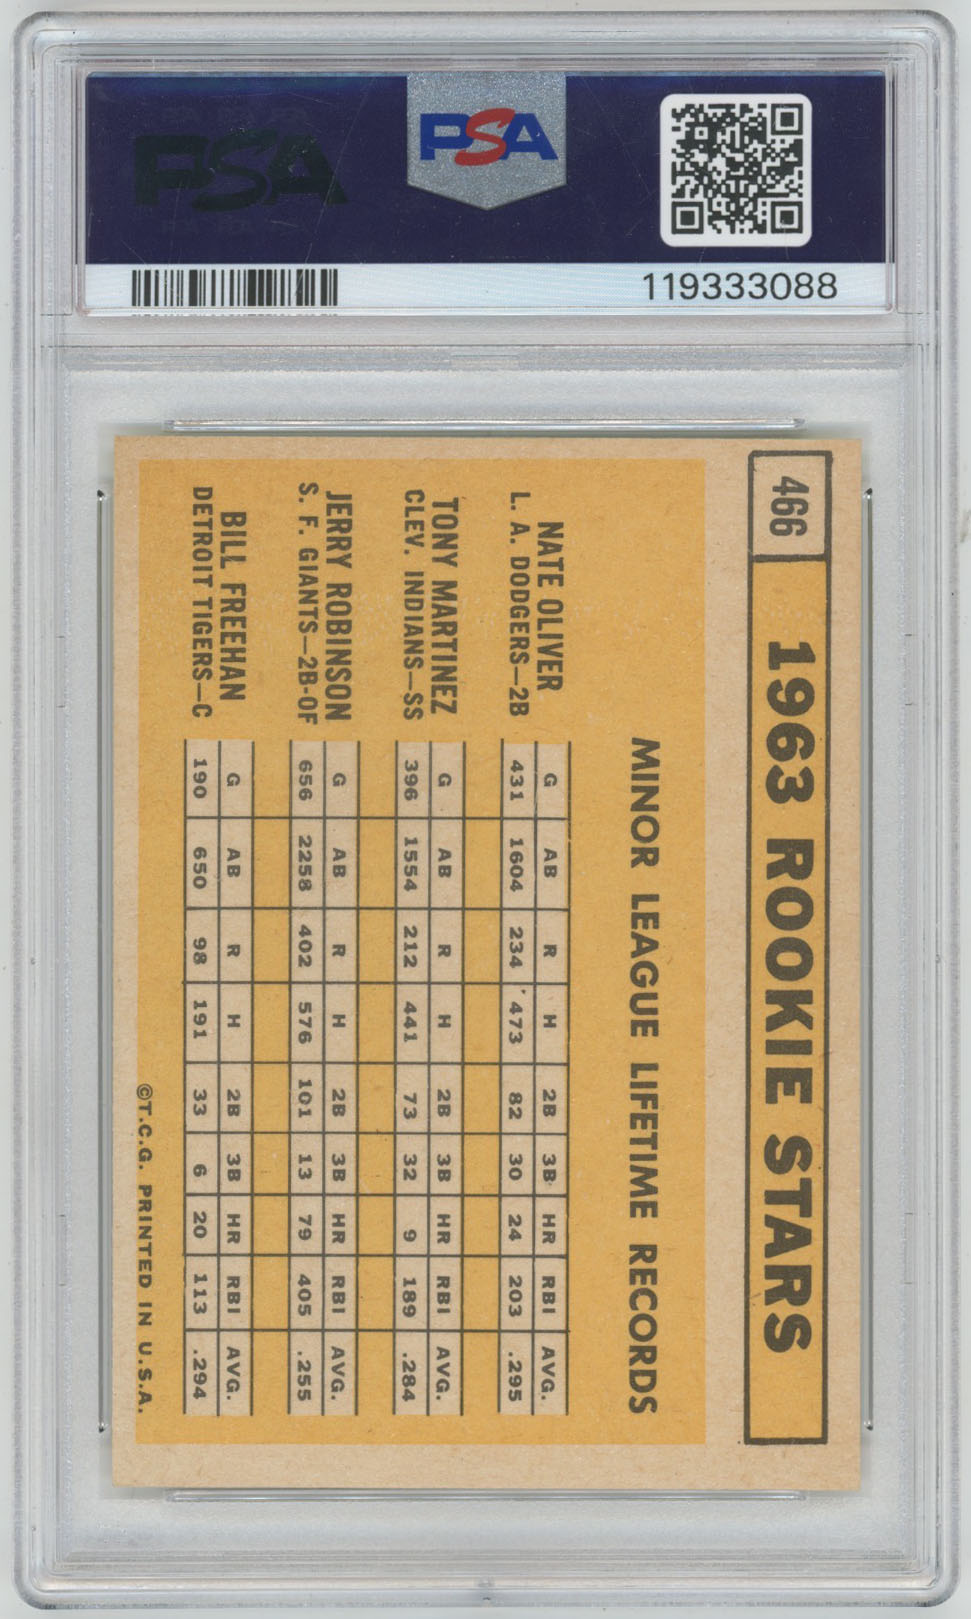 PSA
PSA
119333088
466
1963 ROOKIE STARS
MINOR LEAGUE LIFETIME RECORDS
NATE OLIVER
L. A. DODGERS—2B
G AB R H 2B 3B HR RBI AVG.
431 1604 234 473 82 30 24 203 .295
TONY MARTINEZ
CLEV. INDIANS—SS
G AB R H 2B 3B HR RBI AVG.
396 1554 212 441 73 32 9 189 .284
JERRY ROBINSON
S. F. GIANTS—2B-OF
G AB R H 2B 3B HR RBI AVG.
656 2258 402 576 101 13 79 405 .255
BILL FREEHAN
DETROIT TIGERS—C
G AB R H 2B 3B HR RBI AVG.
190 650 98 191 33 6 20 113 .294
©T.C.G. PRINTED IN U.S.A.